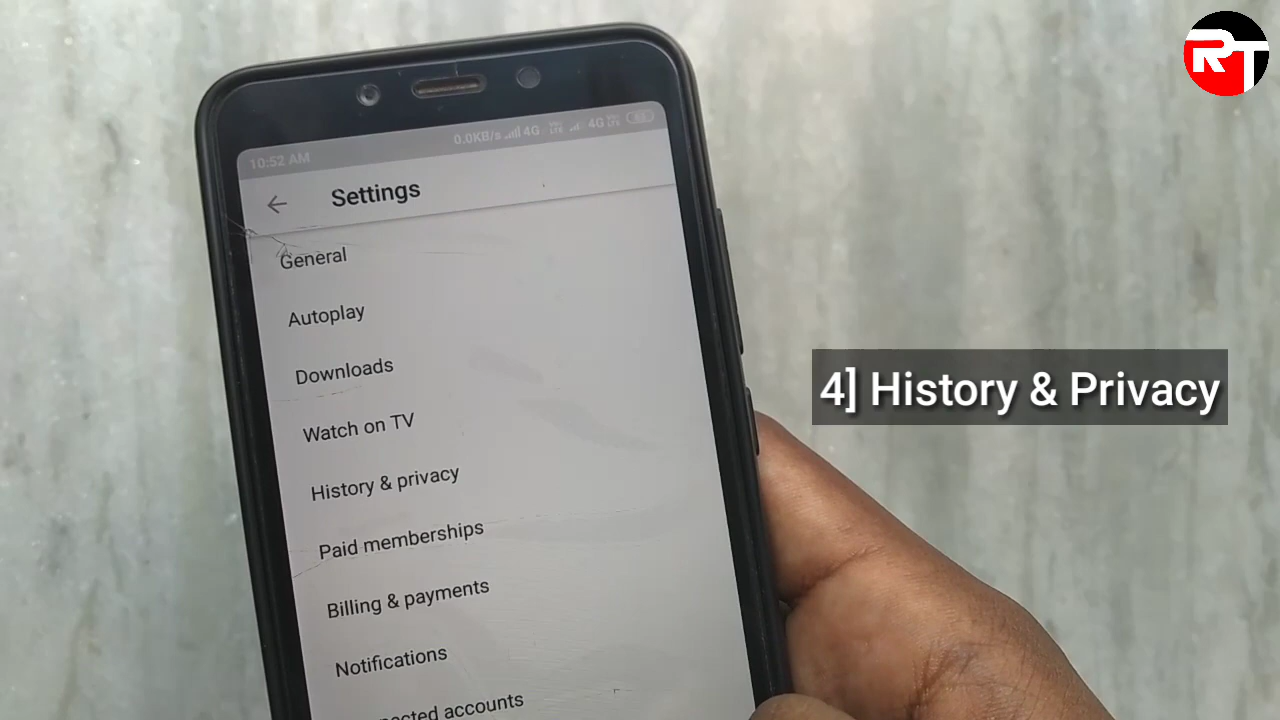 RT
10:52 AM 0.0KB/s 4G 4G
Settings
General
Autoplay
Downloads
Watch on TV
4] History & Privacy
History & privacy
Paid memberships
Billing & payments
Notifications
accounts